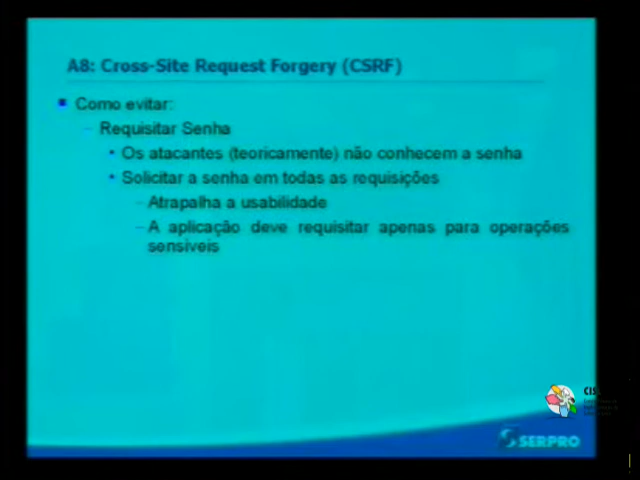 A8: Cross-Site Request Forgery (CSRF)
Como evitar:
Requisitar Senha
Os atacantes (teoricamente) não conhecem a senha
Solicitar a senha em todas as requisições
Atrapalha a usabilidade
A aplicação deve requisitar apenas para operações
sensíveis
SERPRO